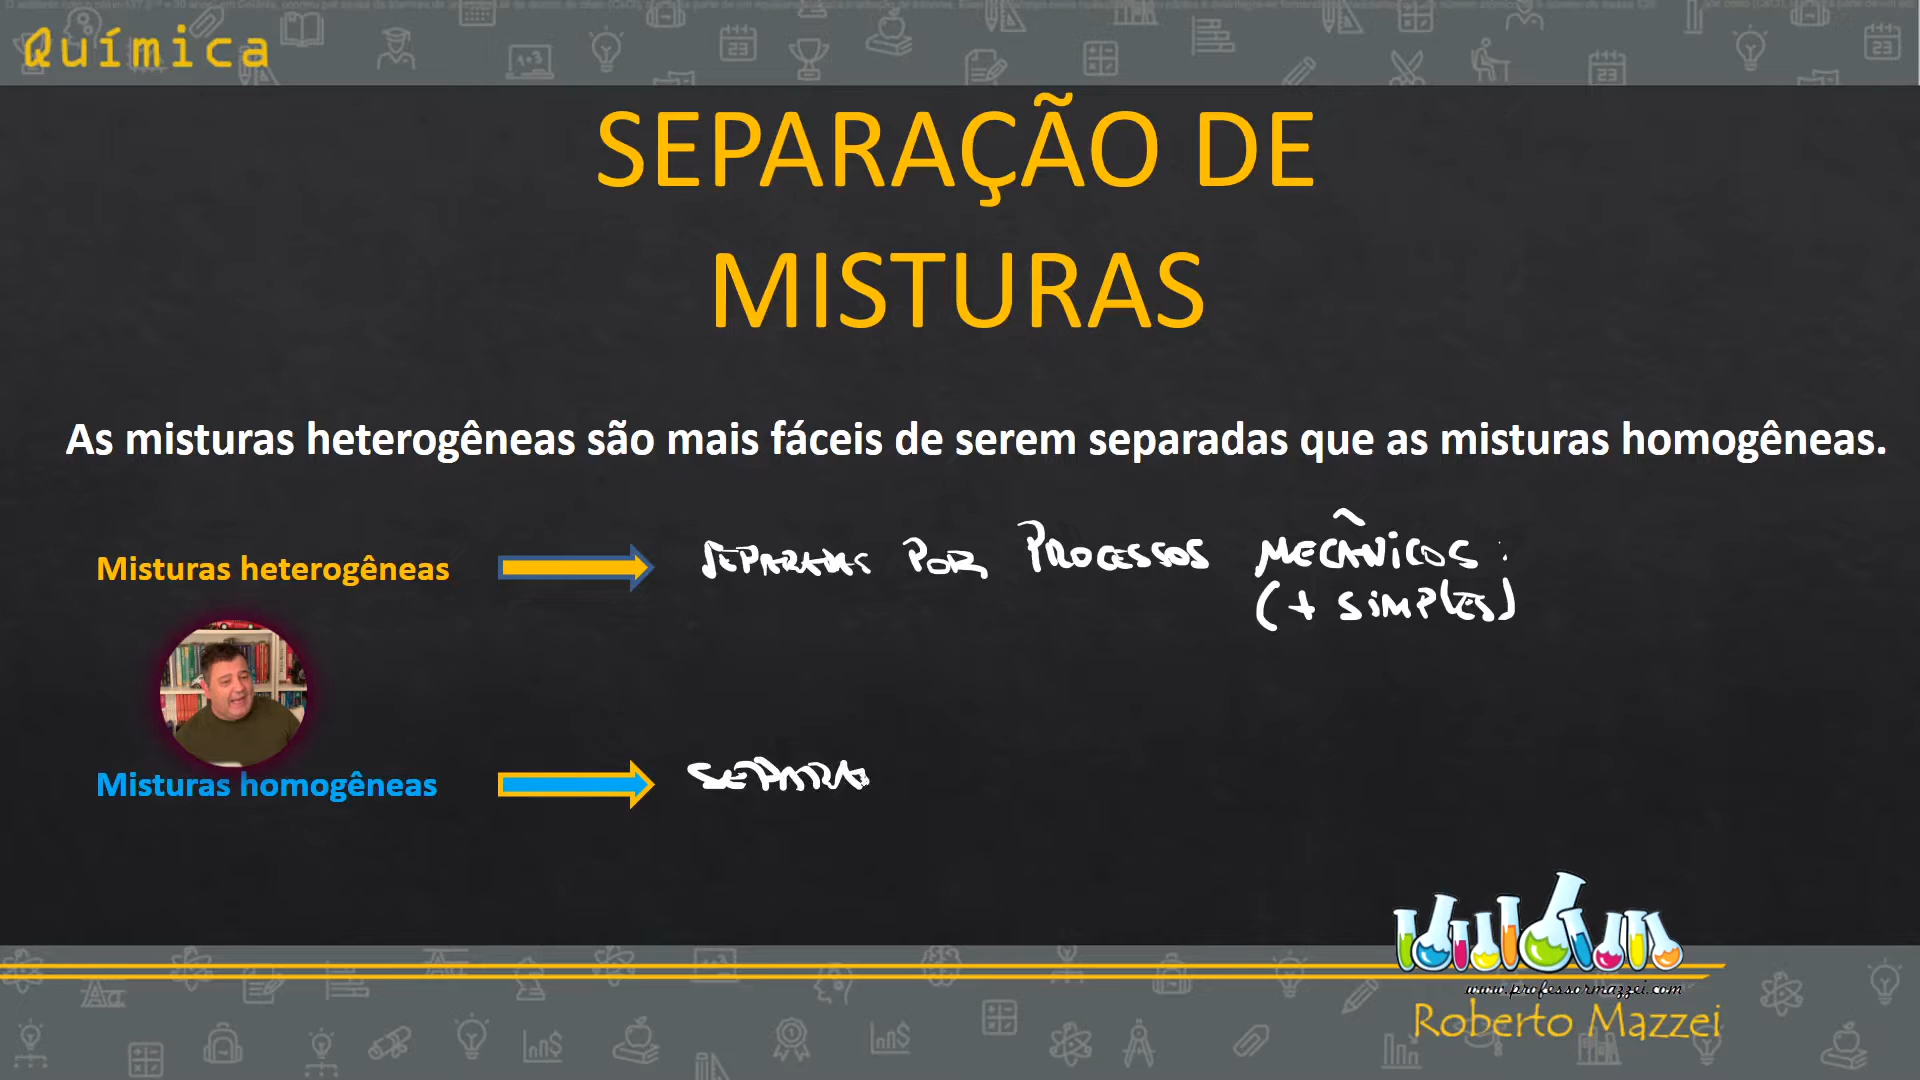 Química
SEPARAÇÃO DE
MISTURAS
As misturas heterogêneas são mais fáceis de serem separadas que as misturas homogêneas.
Misturas heterogêneas
SEPARADAS POR PROCESSOS MECÂNICOS:
(+ SIMPLES)
Misturas homogêneas
SEPARA
www.professormazzei.com
Roberto Mazzei